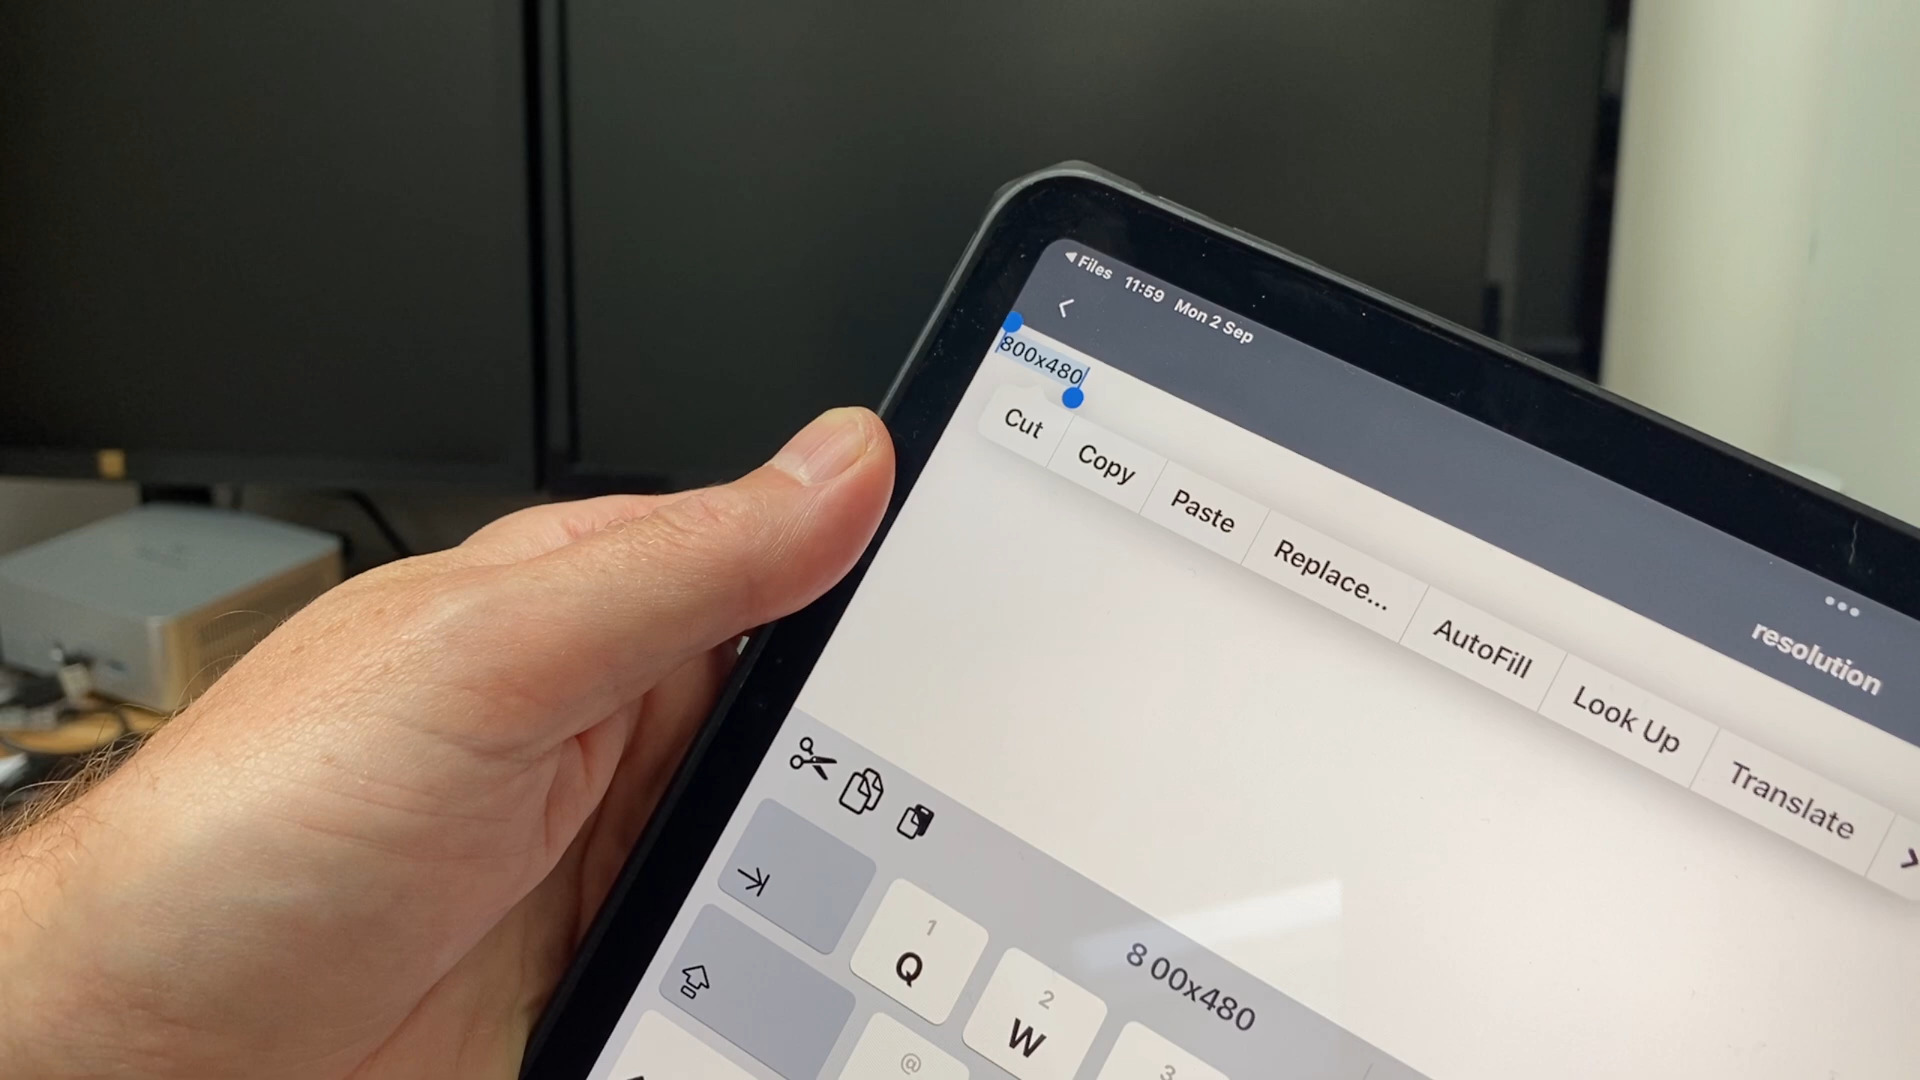 ◀ Files 11:59 Mon 2 Sep
<
•••
resolution
800x480
Cut Copy Paste Replace... AutoFill Look Up Translate >
8 00x480
1 2 3
Q W
@